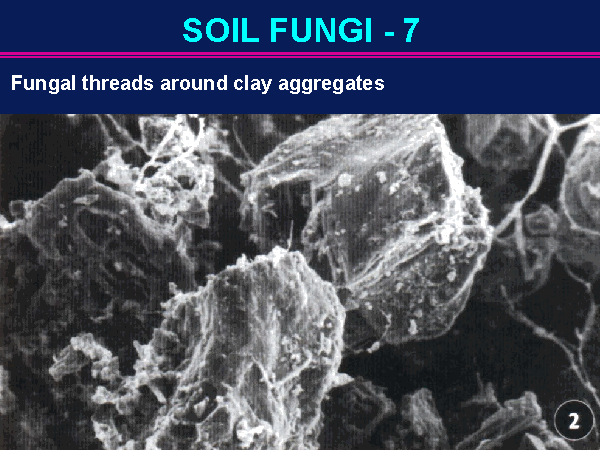 SOIL FUNGI - 7
Fungal threads around clay aggregates
2